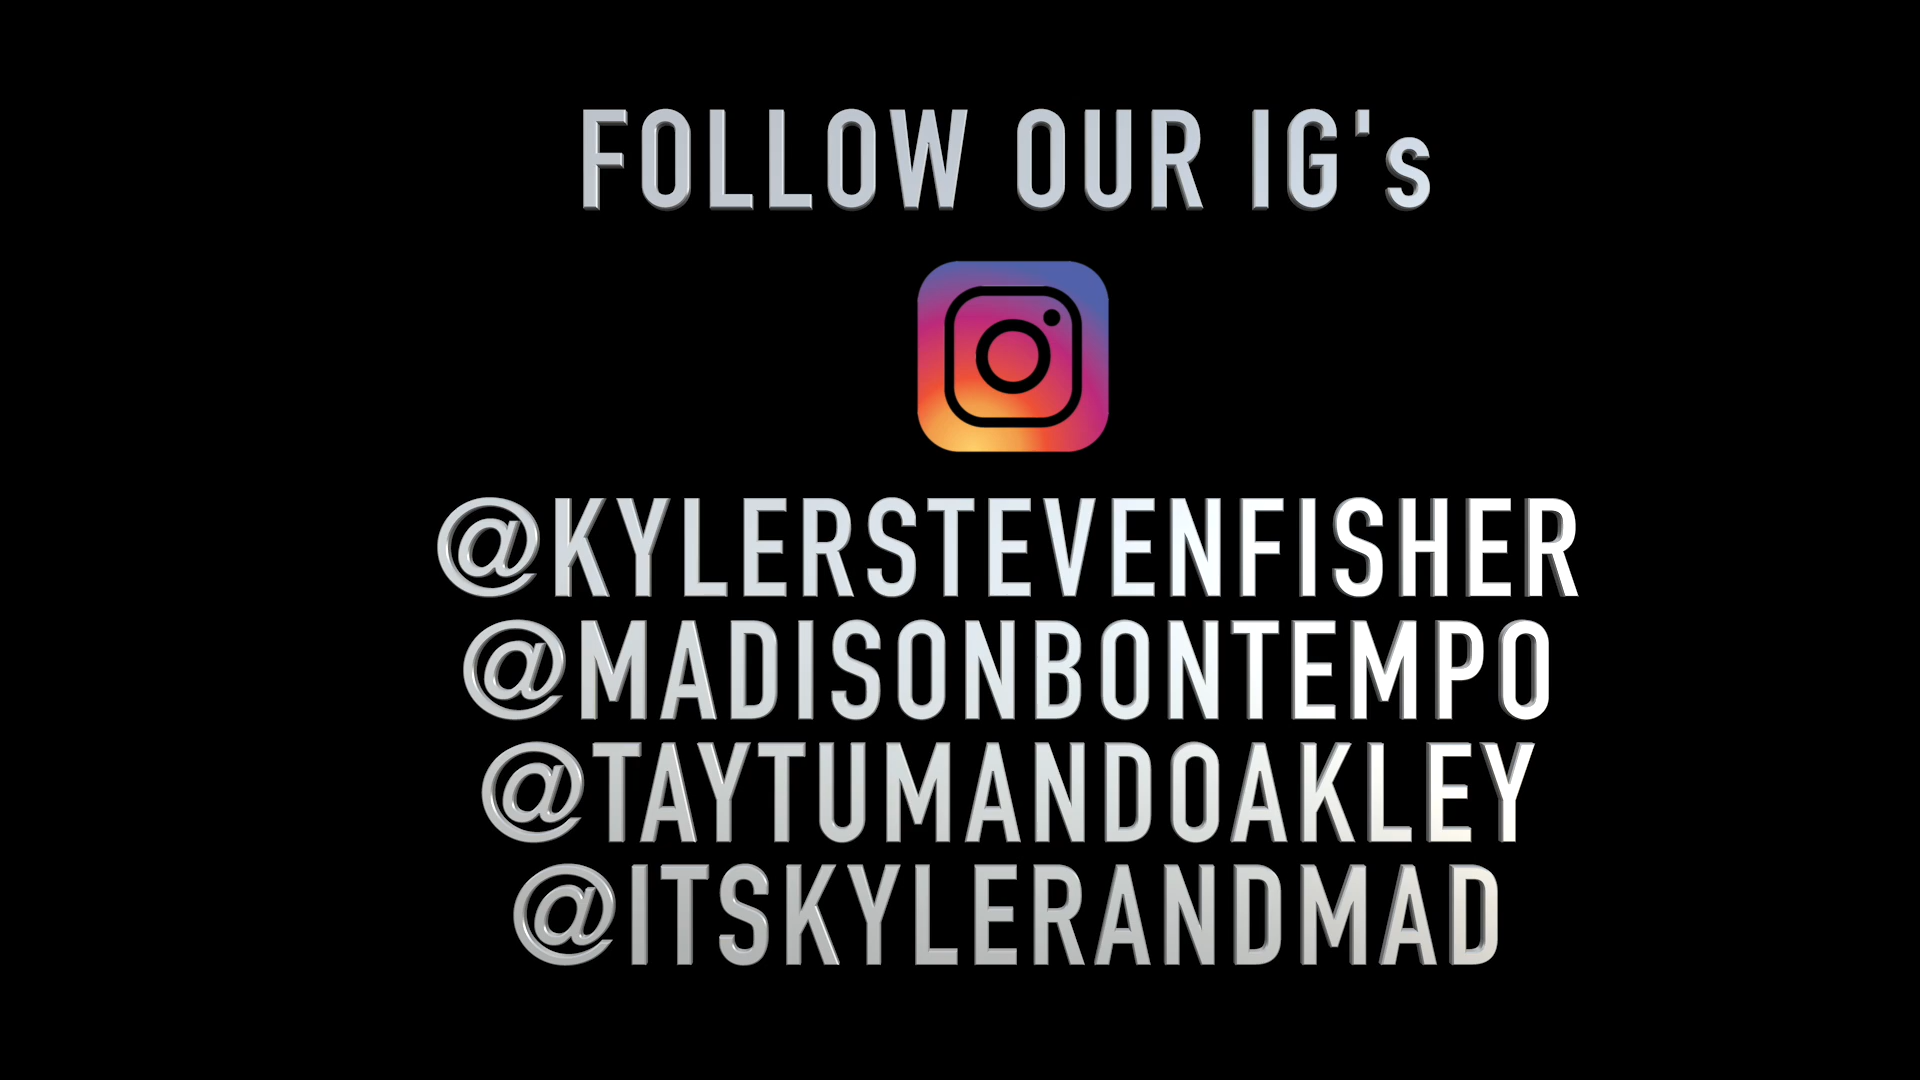 FOLLOW OUR IG's
@KYLERSTEVENFISHER
@MADISONBONTEMPO
@TAYTUMANDOAKLEY
@ITSKYLERANDMAD